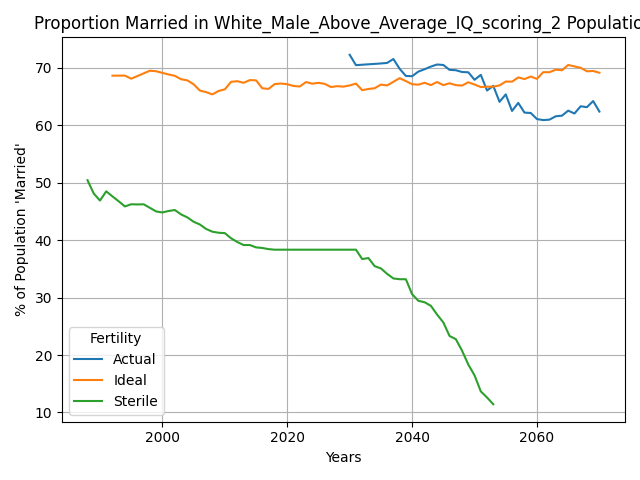 Proportion Married in White_Male_Above_Average_IQ_scoring_2 Populatio
% of Population 'Married'
70
60
50
40
30
20
10
Fertility
Actual
Ideal
Sterile
2000
2020
2040
2060
Years